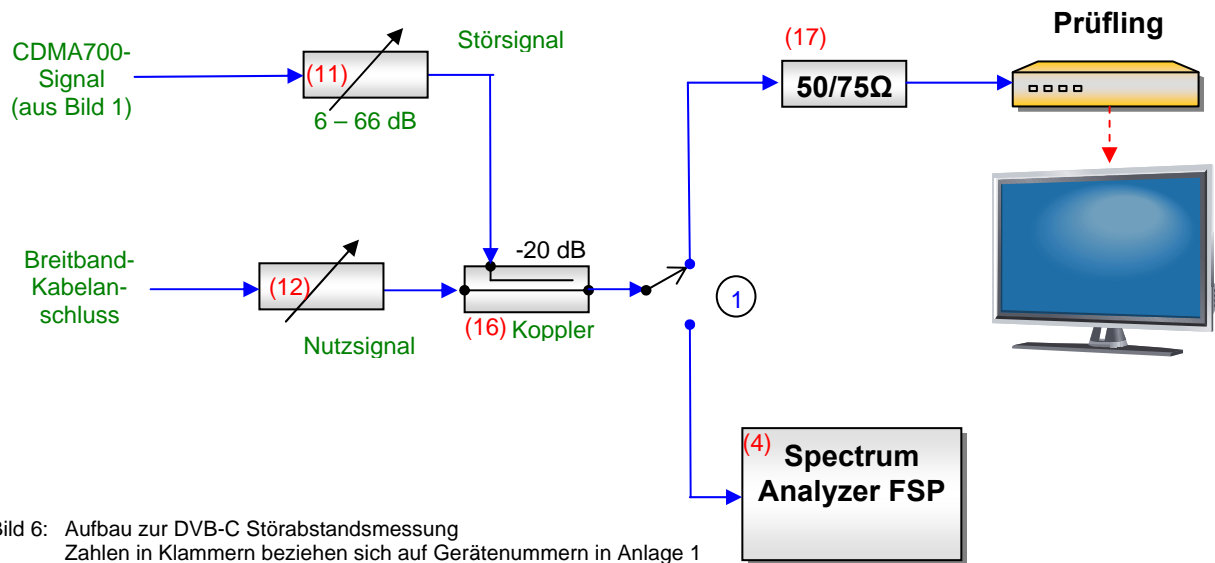 CDMA700-
Signal
(aus Bild 1)
(11)
6 – 66 dB
Störsignal
(17)
50/75Ω
Prüfling
Breitband-
Kabelan-
schluss
(12)
Nutzsignal
-20 dB
(16) Koppler
1
(4) Spectrum
Analyzer FSP
Bild 6: Aufbau zur DVB-C Störabstandsmessung
Zahlen in Klammern beziehen sich auf Gerätenummern in Anlage 1